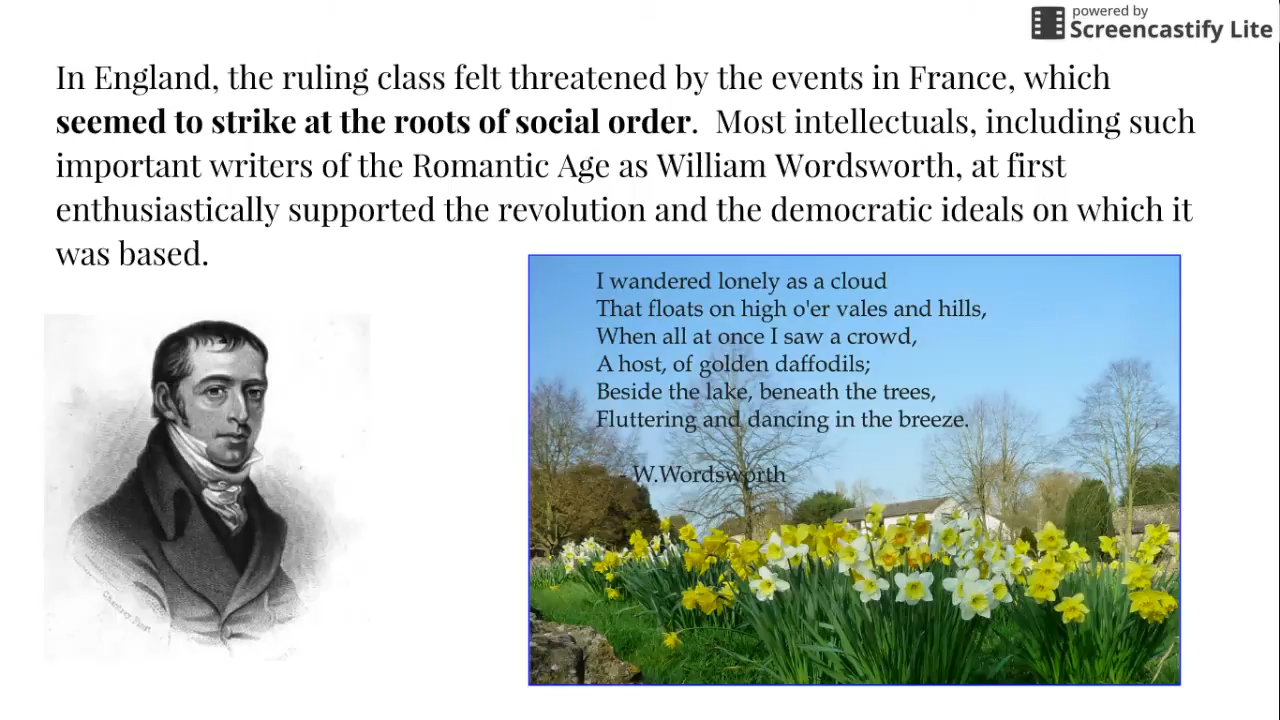 powered by
Screencastify Lite
In England, the ruling class felt threatened by the events in France, which
seemed to strike at the roots of social order.  Most intellectuals, including such
important writers of the Romantic Age as William Wordsworth, at first
enthusiastically supported the revolution and the democratic ideals on which it
was based.
I wandered lonely as a cloud
That floats on high o'er vales and hills,
When all at once I saw a crowd,
A host, of golden daffodils;
Beside the lake, beneath the trees,
Fluttering and dancing in the breeze.
- W.Wordsworth